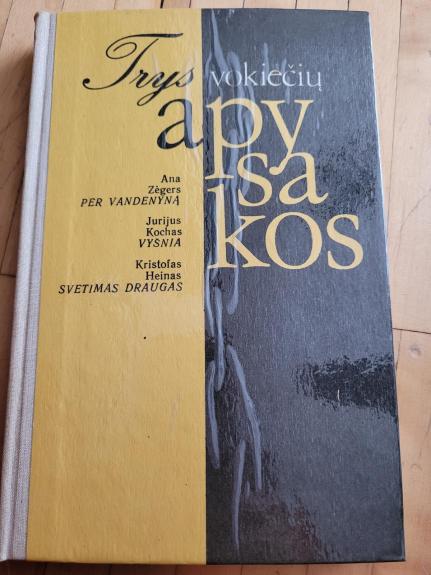 Trys vokiečių
apy
sa
kos
Ana
Zėgers
PER VANDENYNĄ
Jurijus
Kochas
VYŠNIA
Kristofas
Heinas
SVETIMAS DRAUGAS